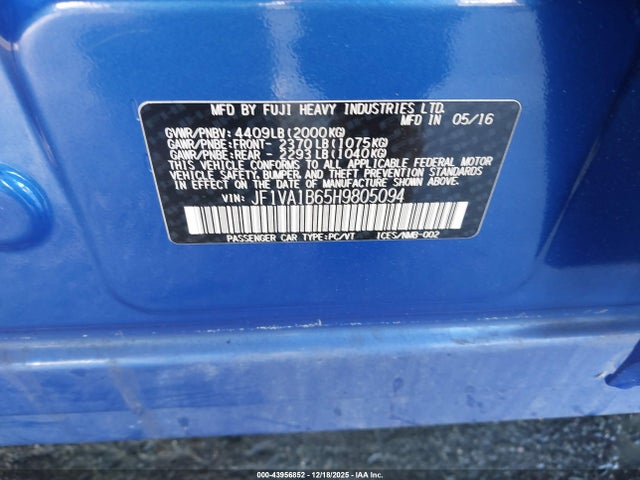 MFD BY FUJI HEAVY INDUSTRIES LTD.
MFD IN 05/16
GVWR/PNBV: 4409LB(2000KG)
GAWR/PNBE:FRONT- 2370LB(1075KG)
GAWR/PNBE:REAR - 2293LB(1040KG)
THIS VEHICLE CONFORMS TO ALL APPLICABLE FEDERAL MOTOR
VEHICLE SAFETY, BUMPER, AND THEFT PREVENTION STANDARDS
IN EFFECT ON THE DATE OF MANUFACTURE SHOWN ABOVE.
VIN: JF1VA1B65H9805094
PASSENGER CAR TYPE:PC/VT ICES/NMB-002
000-43956852 - 12/18/2025 - IAA Inc.